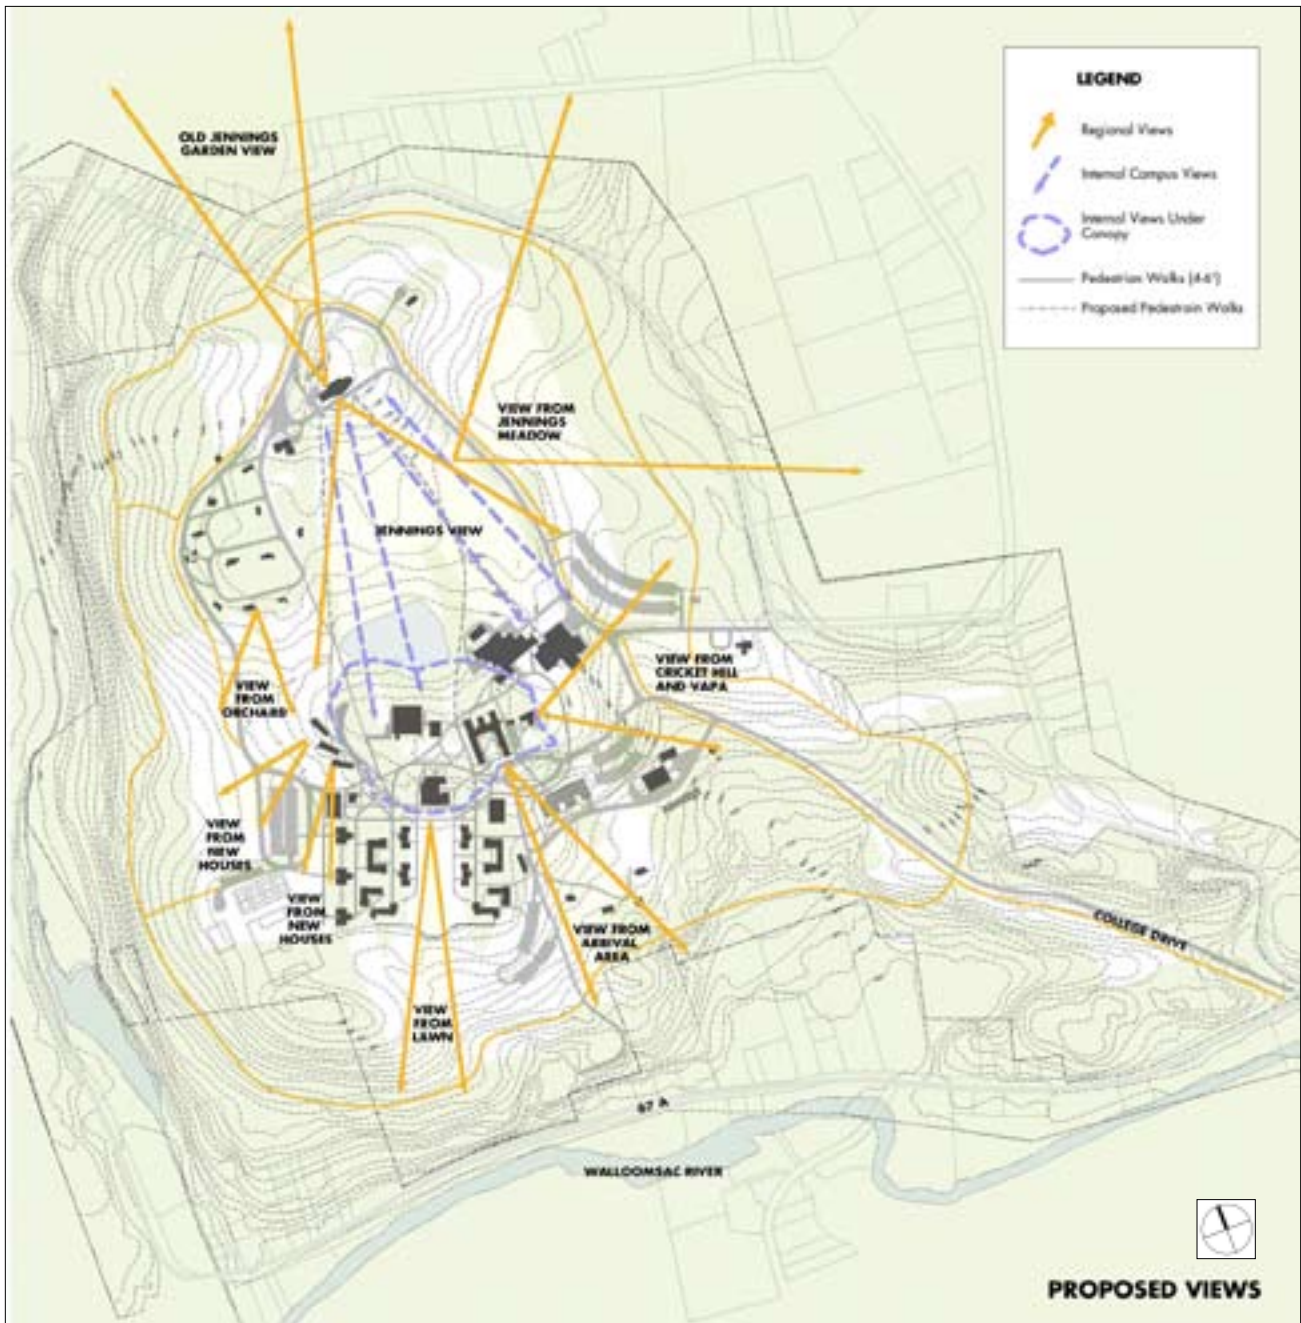 LEGEND
Regional Views
Internal Campus Views
Internal Views Under
Canopy
Pedestrian Walks (4-6')
Proposed Pedestrain Walks
OLD JENNINGS
GARDEN VIEW
VIEW FROM
JENNINGS
MEADOW
JENNINGS VIEW
VIEW FROM
CRICKET HILL
AND VAPA
VIEW
FROM
ORCHARD
VIEW
FROM
NEW
HOUSES
VIEW
FROM
NEW
HOUSES
VIEW FROM
ARRIVAL
AREA
COLLEGE DRIVE
VIEW
FROM
LAWN
67 A
WALLOOMSAC RIVER
PROPOSED VIEWS